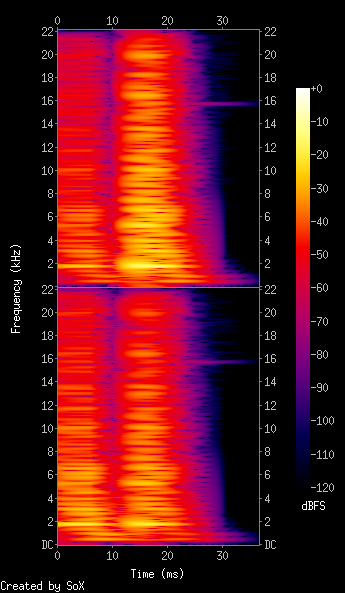 0 10 20 30
22 22
20 20 +0
18 18 -10
16 16 -20
14 14 -30
12 12 -40
10 10 -50
8 8 -60
6 6 -70
4 4 -80
2 2 -90
Frequency (kHz)
22 22 -100
20 20 -110
18 18 -120
16 16 dBFS
14 14
12 12
10 10
8 8
6 6
4 4
2 2
DC DC
0 10 20 30
Time (ms)
Created by SoX